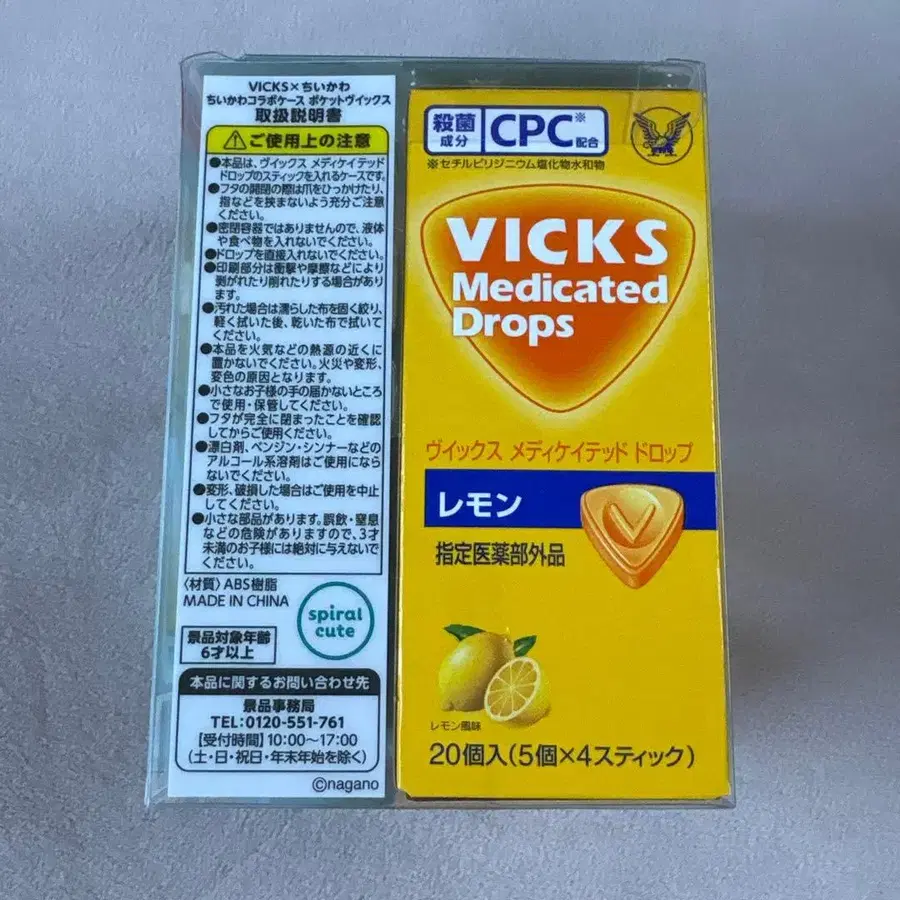 VICKS×ちいかわ
ちいかわコラボケース ポケットヴイックス
取扱説明書
ご使用上の注意
●本品は、ヴイックス メディケイテッド
ドロップのスティックを入れるケースです。
●フタの開閉の際は爪をひっかけたり、
指などを挟まないよう充分ご注意
ください。
●密閉容器ではありませんので、液体
や食べ物を入れないでください。
●ドロップを直接入れないでください。
●印刷部分は衝撃や摩擦などにより
剥がれたり削れたりする場合があり
ます。
●汚れた場合は濡らした布を固く絞り、
軽く拭いた後、乾いた布で拭いて
ください。
●本品を火気などの熱源の近くに
置かないでください。火災や変形、
変色の原因となります。
●小さなお子様の手の届かないところ
で使用・保管してください。
●フタが完全に閉まったことを確認
してからご使用ください。
●漂白剤、ベンジン・シンナーなどの
アルコール系溶剤はご使用になら
ないでください。
●変形、破損した場合はご使用を中止
してください。
●小さな部品があります。誤飲・窒息
などの危険がありますので、3才
未満のお子様には絶対に与えないで
ください。
〈材質〉ABS樹脂
MADE IN CHINA
spiral
cute
景品対象年齢
6才以上
本品に関するお問い合わせ先
景品事務局
TEL:0120-551-761
【受付時間】10:00〜17:00
(土・日・祝日・年末年始を除く)
©nagano
殺菌
成分
CPC※
配合
※セチルピリジニウム塩化物水和物
VICKS
Medicated
Drops
ヴイックス メディケイテッド ドロップ
レモン
V
指定医薬部外品
レモン風味
20個入(5個×4スティック)